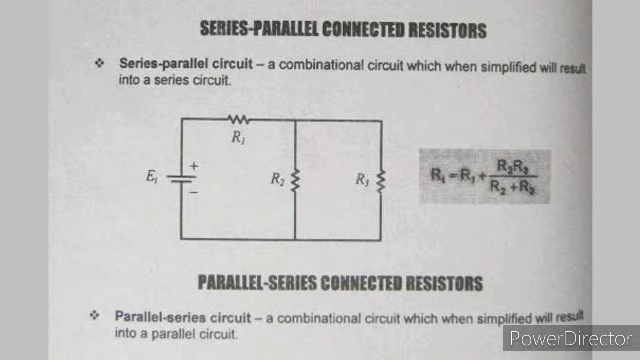 SERIES-PARALLEL CONNECTED RESISTORS
❖ Series-parallel circuit – a combinational circuit which when simplified will result
into a series circuit.
R₁
Eₜ + −
R₂
R₃
Rₜ = R₁ + R₂R₃ / R₂ + R₃
PARALLEL-SERIES CONNECTED RESISTORS
❖ Parallel-series circuit – a combinational circuit which when simplified will result
into a parallel circuit.
PowerDirector